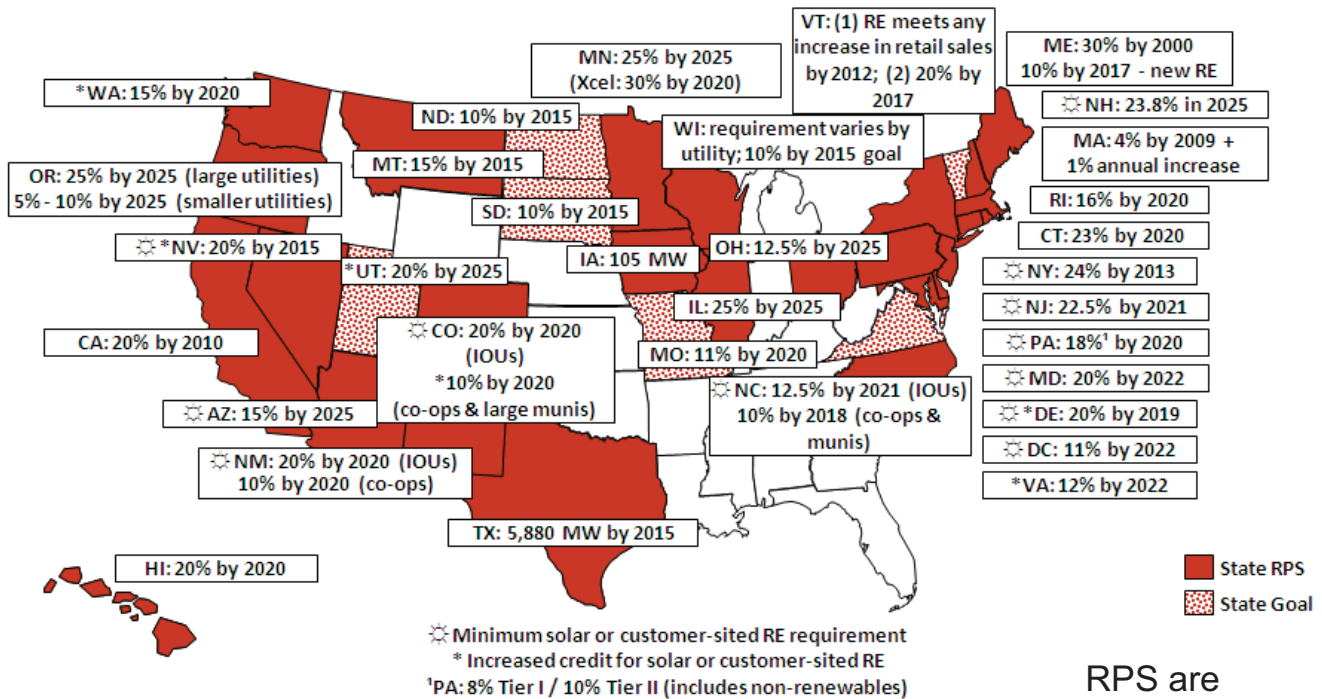 VT: (1) RE meets any
increase in retail sales
by 2012; (2) 20% by
2017
MN: 25% by 2025
(Xcel: 30% by 2020)
ME: 30% by 2000
10% by 2017 - new RE
*WA: 15% by 2020
☼ NH: 23.8% in 2025
ND: 10% by 2015
WI: requirement varies by
utility; 10% by 2015 goal
MA: 4% by 2009 +
1% annual increase
MT: 15% by 2015
OR: 25% by 2025 (large utilities)
5% - 10% by 2025 (smaller utilities)
RI: 16% by 2020
SD: 10% by 2015
CT: 23% by 2020
☼ *NV: 20% by 2015
OH: 12.5% by 2025
IA: 105 MW
*UT: 20% by 2025
☼ NY: 24% by 2013
IL: 25% by 2025
☼ NJ: 22.5% by 2021
CA: 20% by 2010
☼ CO: 20% by 2020
(IOUs)
*10% by 2020
(co-ops & large munis)
MO: 11% by 2020
☼ PA: 18%¹ by 2020
☼ NC: 12.5% by 2021 (IOUs)
10% by 2018 (co-ops &
munis)
☼ MD: 20% by 2022
☼ AZ: 15% by 2025
☼ *DE: 20% by 2019
☼ DC: 11% by 2022
☼ NM: 20% by 2020 (IOUs)
10% by 2020 (co-ops)
*VA: 12% by 2022
TX: 5,880 MW by 2015
HI: 20% by 2020
State RPS
State Goal
☼ Minimum solar or customer-sited RE requirement
* Increased credit for solar or customer-sited RE
¹PA: 8% Tier I / 10% Tier II (includes non-renewables)
RPS are